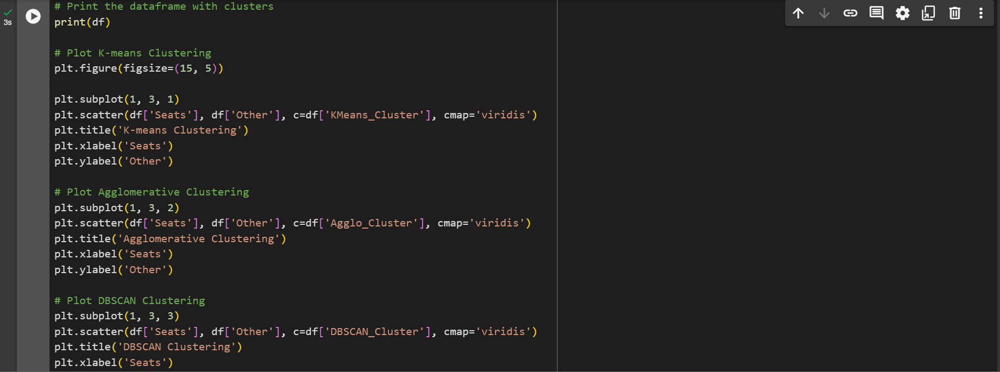 # Print the dataframe with clusters
print(df)
# Plot K-means Clustering
plt.figure(figsize=(15, 5))
plt.subplot(1, 3, 1)
plt.scatter(df['Seats'], df['Other'], c=df['KMeans_Cluster'], cmap='viridis')
plt.title('K-means Clustering')
plt.xlabel('Seats')
plt.ylabel('Other')
# Plot Agglomerative Clustering
plt.subplot(1, 3, 2)
plt.scatter(df['Seats'], df['Other'], c=df['Agglo_Cluster'], cmap='viridis')
plt.title('Agglomerative Clustering')
plt.xlabel('Seats')
plt.ylabel('Other')
# Plot DBSCAN Clustering
plt.subplot(1, 3, 3)
plt.scatter(df['Seats'], df['Other'], c=df['DBSCAN_Cluster'], cmap='viridis')
plt.title('DBSCAN Clustering')
plt.xlabel('Seats')
3s